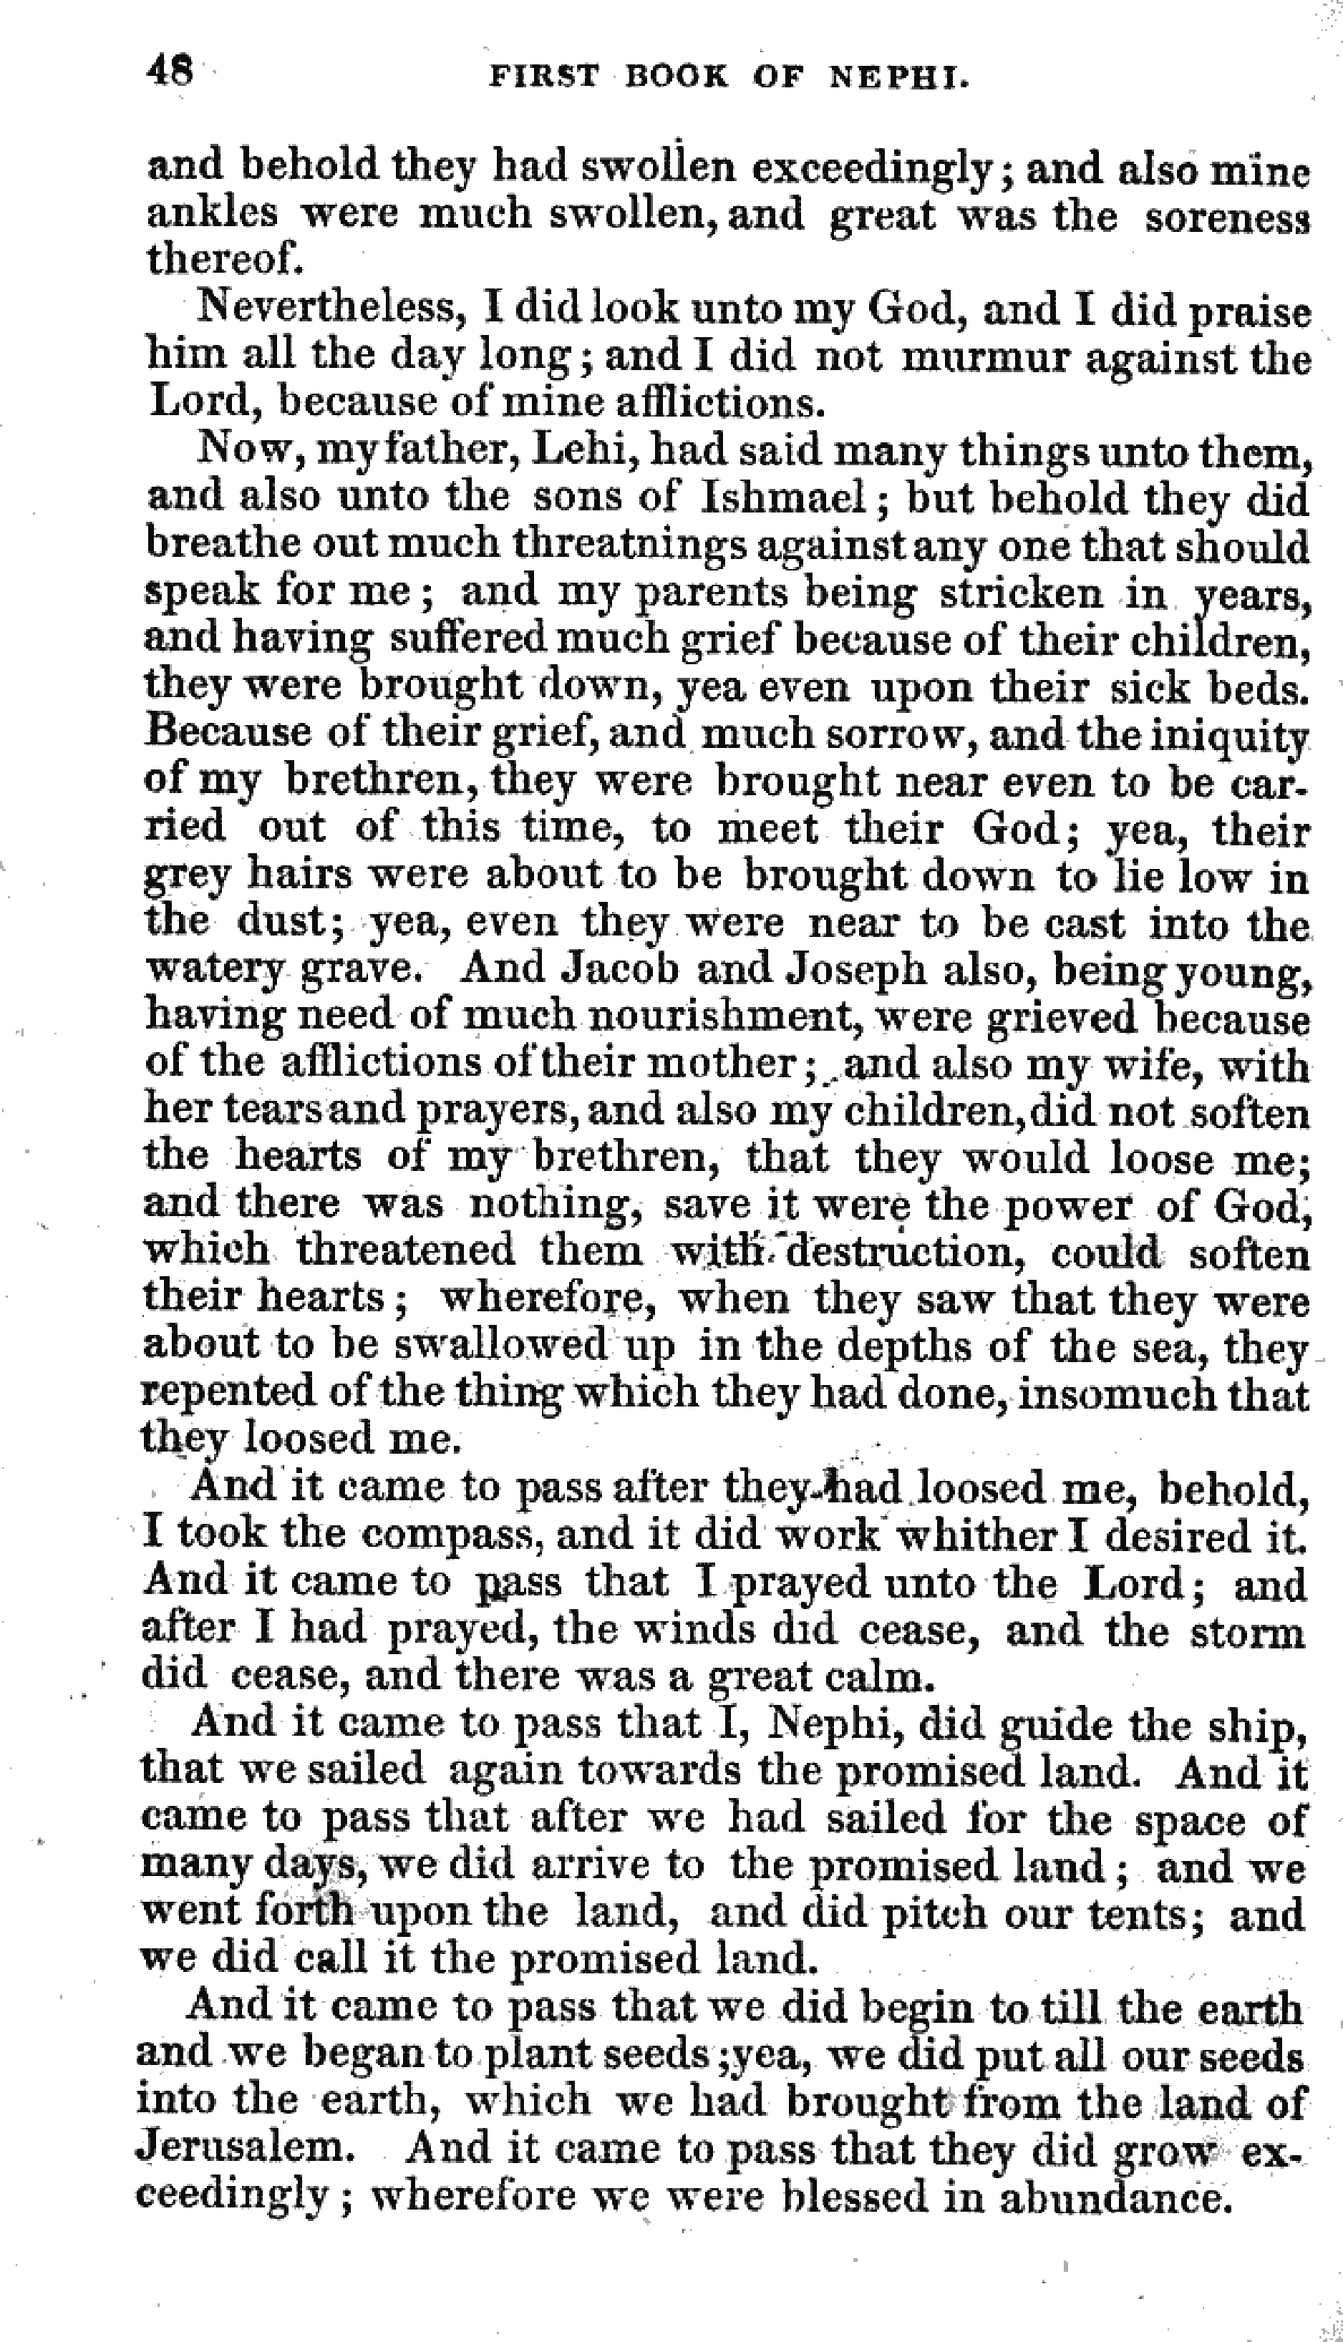 48 FIRST BOOK OF NEPHI.
and behold they had swollen exceedingly; and also mine
ankles were much swollen, and great was the soreness
thereof.
Nevertheless, I did look unto my God, and I did praise
him all the day long; and I did not murmur against the
Lord, because of mine afflictions.
Now, my father, Lehi, had said many things unto them,
and also unto the sons of Ishmael; but behold they did
breathe out much threatnings against any one that should
speak for me; and my parents being stricken in years,
and having suffered much grief because of their children,
they were brought down, yea even upon their sick beds.
Because of their grief, and much sorrow, and the iniquity
of my brethren, they were brought near even to be car-
ried out of this time, to meet their God; yea, their
grey hairs were about to be brought down to lie low in
the dust; yea, even they were near to be cast into the
watery grave. And Jacob and Joseph also, being young,
having need of much nourishment, were grieved because
of the afflictions of their mother; and also my wife, with
her tears and prayers, and also my children, did not soften
the hearts of my brethren, that they would loose me;
and there was nothing, save it were the power of God,
which threatened them with destruction, could soften
their hearts; wherefore, when they saw that they were
about to be swallowed up in the depths of the sea, they
repented of the thing which they had done, insomuch that
they loosed me.
And it came to pass after they had loosed me, behold,
I took the compass, and it did work whither I desired it.
And it came to pass that I prayed unto the Lord; and
after I had prayed, the winds did cease, and the storm
did cease, and there was a great calm.
And it came to pass that I, Nephi, did guide the ship,
that we sailed again towards the promised land. And it
came to pass that after we had sailed for the space of
many days, we did arrive to the promised land; and we
went forth upon the land, and did pitch our tents; and
we did call it the promised land.
And it came to pass that we did begin to till the earth
and we began to plant seeds; yea, we did put all our seeds
into the earth, which we had brought from the land of
Jerusalem. And it came to pass that they did grow ex-
ceedingly; wherefore we were blessed in abundance.